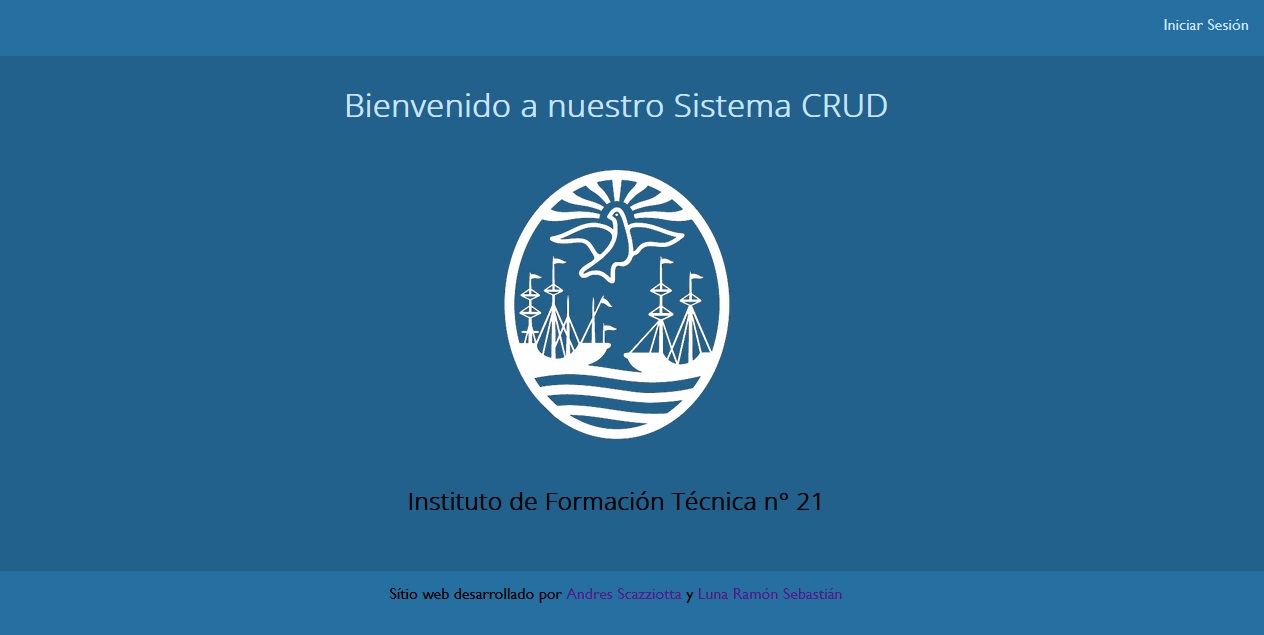 Iniciar Sesión
Bienvenido a nuestro Sistema CRUD
Instituto de Formación Técnica n° 21
Sítio web desarrollado por Andres Scazziotta y Luna Ramón Sebastián